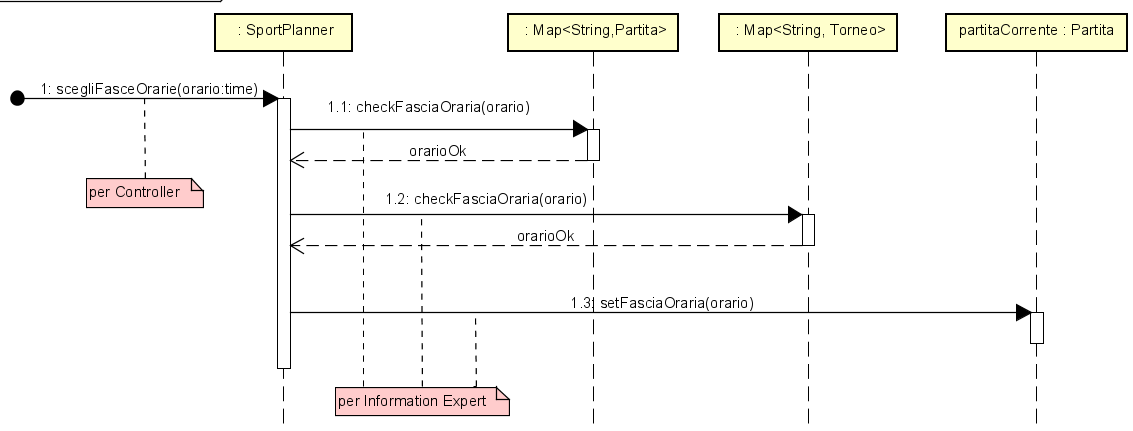 : SportPlanner
: Map<String,Partita>
: Map<String, Torneo>
partitaCorrente : Partita
1: scegliFasceOrarie(orario:time)
1.1: checkFasciaOraria(orario)
orarioOk
per Controller
1.2: checkFasciaOraria(orario)
orarioOk
1.3: setFasciaOraria(orario)
per Information Expert